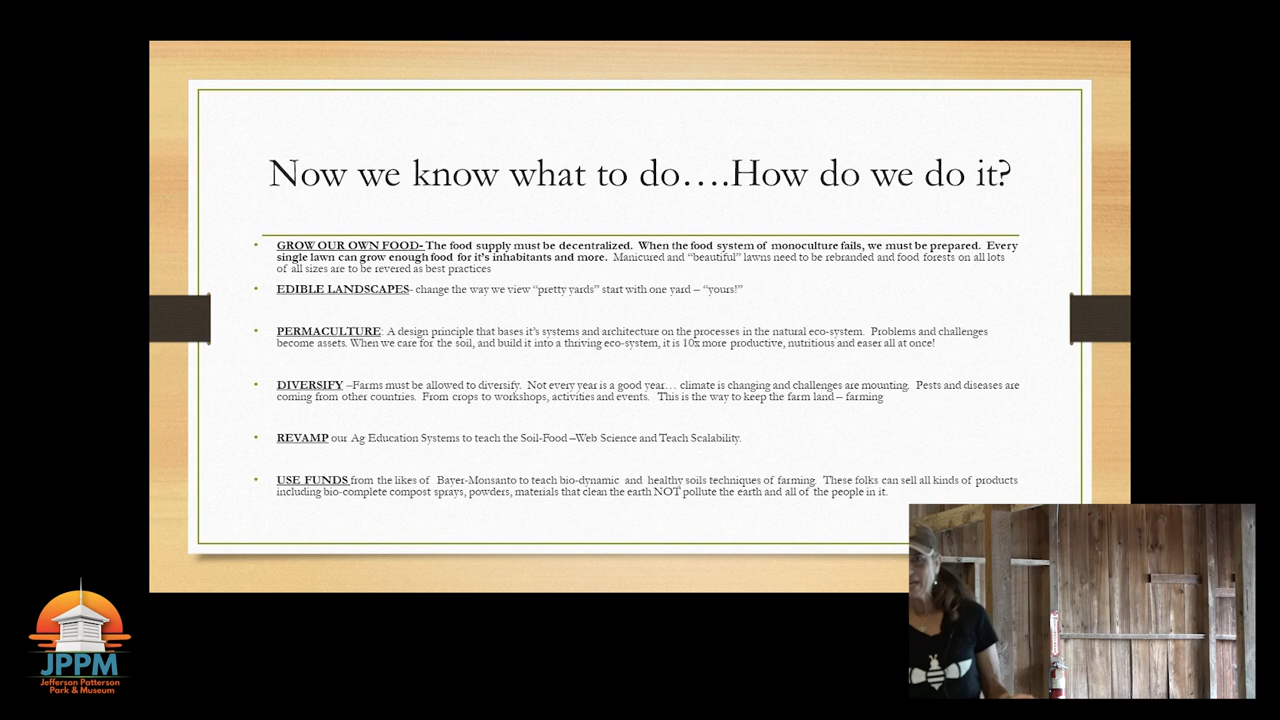 Now we know what to do….How do we do it?
• GROW OUR OWN FOOD- The food supply must be decentralized. When the food system of monoculture fails, we must be prepared. Every
single lawn can grow enough food for it's inhabitants and more. Manicured and “beautiful” lawns need to be rebranded and food forests on all lots
of all sizes are to be revered as best practices
• EDIBLE LANDSCAPES- change the way we view “pretty yards” start with one yard – “yours!”
• PERMACULTURE: A design principle that bases it's systems and architecture on the processes in the natural eco-system. Problems and challenges
become assets. When we care for the soil, and build it into a thriving eco-system, it is 10x more productive, nutritious and easer all at once!
• DIVERSIFY –Farms must be allowed to diversify. Not every year is a good year… climate is changing and challenges are mounting. Pests and diseases are
coming from other countries. From crops to workshops, activities and events. This is the way to keep the farm land – farming
• REVAMP our Ag Education Systems to teach the Soil-Food –Web Science and Teach Scalability.
• USE FUNDS from the likes of Bayer-Monsanto to teach bio-dynamic and healthy soils techniques of farming. These folks can sell all kinds of products
including bio-complete compost sprays, powders, materials that clean the earth NOT pollute the earth and all of the people in it.
JPPM
Jefferson Patterson
Park & Museum